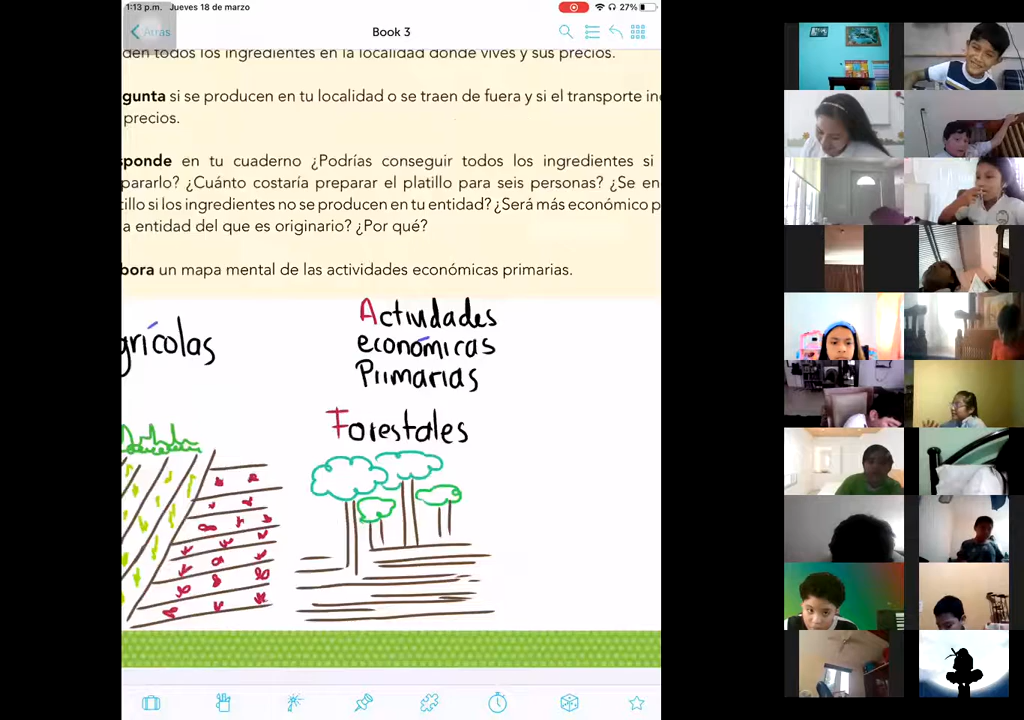 1:13 p.m. Jueves 18 de marzo
27%
Atrás
Book 3
den todos los ingredientes en la localidad donde vives y sus precios.
gunta si se producen en tu localidad o se traen de fuera y si el transporte in
precios.
sponde en tu cuaderno ¿Podrías conseguir todos los ingredientes si
pararlo? ¿Cuánto costaría preparar el platillo para seis personas? ¿Se en
tillo si los ingredientes no se producen en tu entidad? ¿Será más económico p
a entidad del que es originario? ¿Por qué?
bora un mapa mental de las actividades económicas primarias.
Actividades
económicas
Primarias
grícolas
Forestales